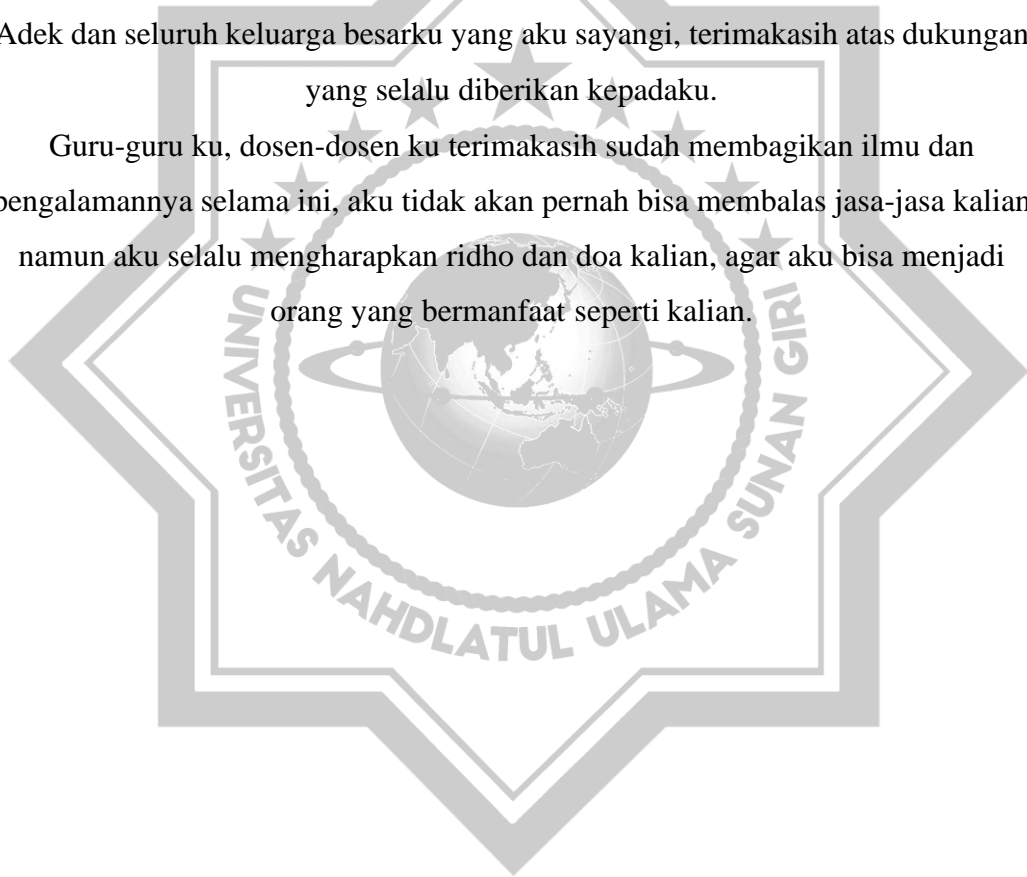 Adek dan seluruh keluarga besarku yang aku sayangi, terimakasih atas dukungan
yang selalu diberikan kepadaku.
Guru-guru ku, dosen-dosen ku terimakasih sudah membagikan ilmu dan
pengalamannya selama ini, aku tidak akan pernah bisa membalas jasa-jasa kalian
namun aku selalu mengharapkan ridho dan doa kalian, agar aku bisa menjadi
orang yang bermanfaat seperti kalian.
UNIVERSITAS NAHDLATUL ULAMA SUNAN GIRI